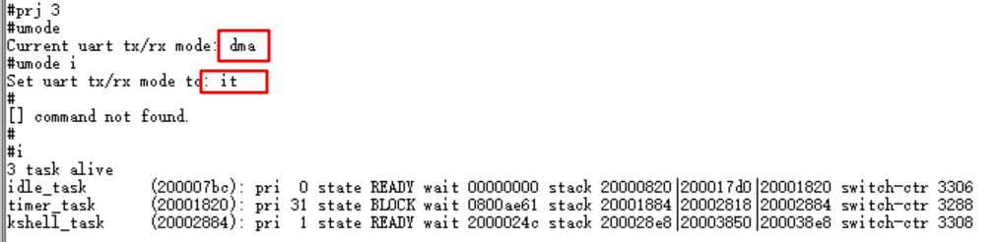 #prj 3
#umode
Current uart tx/rx mode: dma
#umode i
Set uart tx/rx mode to: it
#
[] command not found.
#
#i
3 task alive
idle_task (200007bc): pri 0 state READY wait 00000000 stack 20000820|200017d0|20001820 switch-ctr 3306
timer_task (20001820): pri 31 state BLOCK wait 0800ae61 stack 20001884|20002818|20002884 switch-ctr 3288
kshell_task (20002884): pri 1 state READY wait 2000024c stack 200028e8|20003850|200038e8 switch-ctr 3308